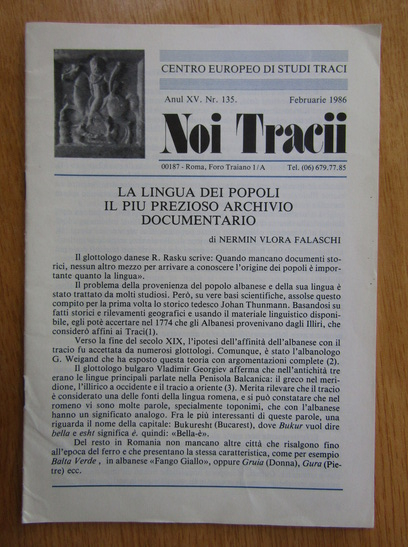 CENTRO EUROPEO DI STUDI TRACI
Anul XV. Nr. 135. Februarie 1986
Noi Tracii
00187 - Roma, Foro Traiano 1/A Tel. (06) 679.77.85
LA LINGUA DEI POPOLI
IL PIU PREZIOSO ARCHIVIO
DOCUMENTARIO
di NERMIN VLORA FALASCHI
Il glottologo danese R. Rasku scrive: Quando mancano documenti sto-
rici, nessun altro mezzo per arrivare a conoscere l'origine dei popoli è impor-
tante quanto la lingua».
Il problema della provenienza del popolo albanese e della sua lingua è
stato trattato da molti studiosi. Però, su vere basi scientifiche, assolse questo
compito per la prima volta lo storico tedesco Johan Thunmann. Basandosi su
fatti storici e rilevamenti geografici e usando il materiale linguistico disponi-
bile, egli potè accertare nel 1774 che gli Albanesi provenivano dagli Illiri, che
considerò affini ai Traci(1).
Verso la fine del secolo XIX, l'ipotesi dell'affinità dell'albanese con il
tracio fu accettata da numerosi glottologi. Comunque, è stato l'albanologo
G. Weigand che ha esposto questa teoria con argomentazioni complete (2).
Il glottologo bulgaro Vladimir Georgiev afferma che nell'antichità tre
erano le lingue principali parlate nella Penisola Balcanica: il greco nel meri-
dione, l'illirico a occidente e il tracio a oriente (3). Merita rilevare che il tracio
è considerato una delle fonti della lingua romena, e si può constatare che nel
romeno vi sono molte parole, specialmente toponimi, che con l'albanese
hanno un significato analogo. Fra le più interessanti di queste parole, una
riguarda il nome della capitale: Bukuresht (Bucarest), dove Bukur vuol dire
bella e esht significa è. quindi: «Bella-è».
Del resto in Romania non mancano altre città che risalgono fino
all'epoca del ferro e che presentano la stessa caratteristica, come per esempio
Balta Verde, in albanese «Fango Giallo», oppure Gruia (Donna), Gura (Pie-
tre) ecc.